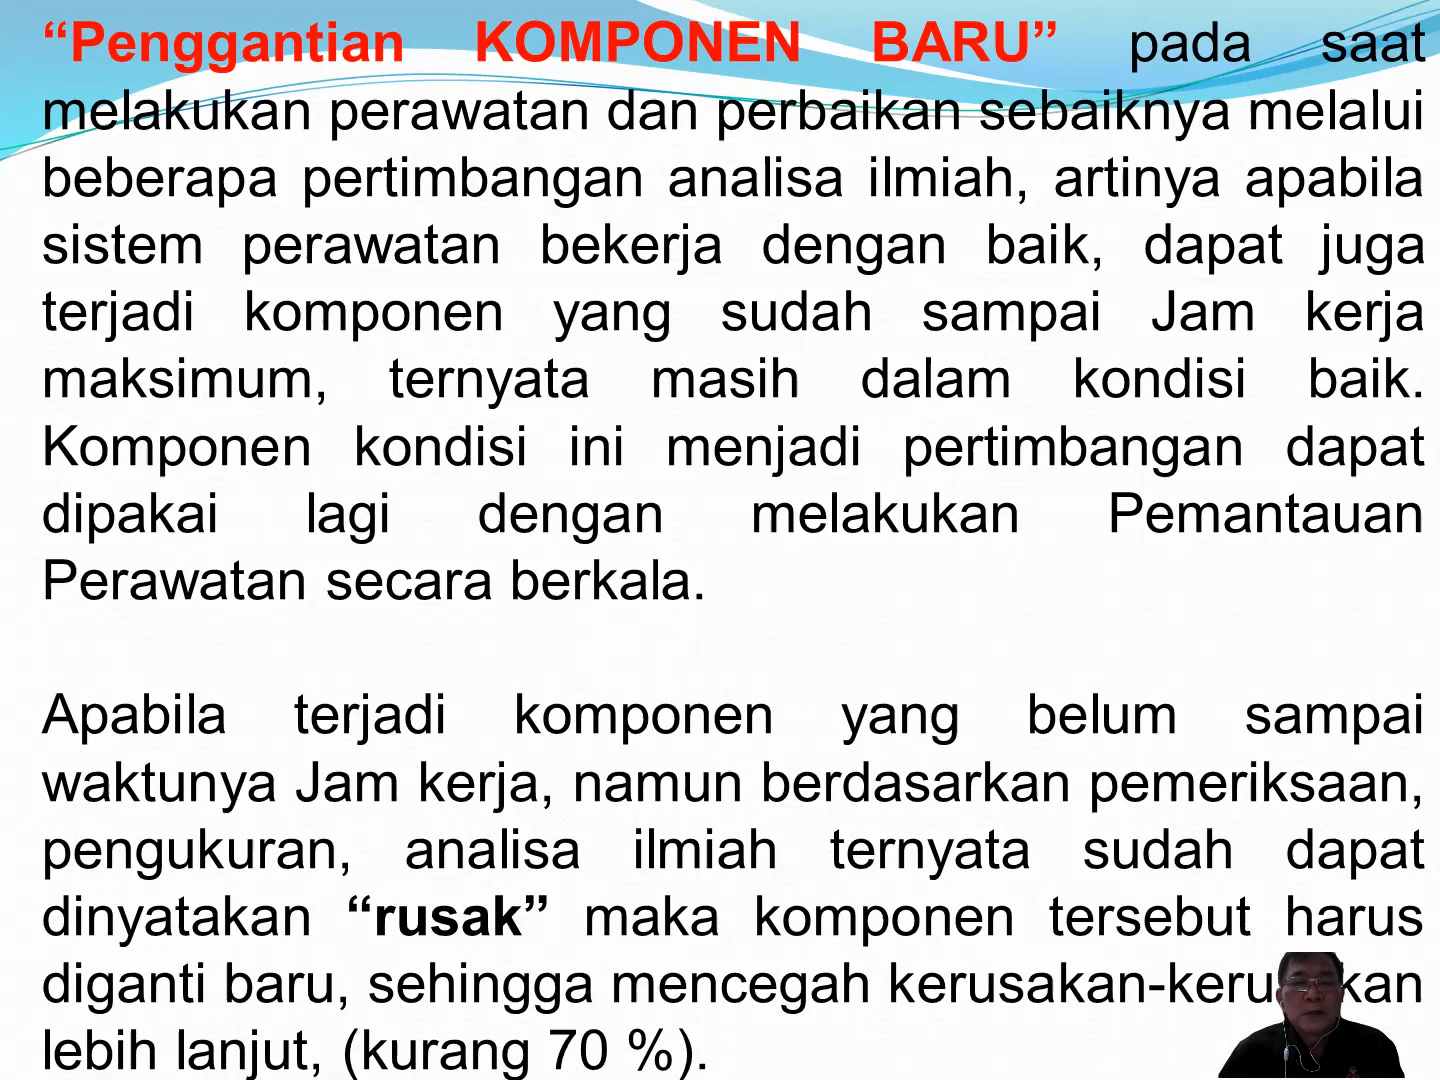 “Penggantian KOMPONEN BARU” pada saat
melakukan perawatan dan perbaikan sebaiknya melalui
beberapa pertimbangan analisa ilmiah, artinya apabila
sistem perawatan bekerja dengan baik, dapat juga
terjadi komponen yang sudah sampai Jam kerja
maksimum, ternyata masih dalam kondisi baik.
Komponen kondisi ini menjadi pertimbangan dapat
dipakai lagi dengan melakukan Pemantauan
Perawatan secara berkala.
Apabila terjadi komponen yang belum sampai
waktunya Jam kerja, namun berdasarkan pemeriksaan,
pengukuran, analisa ilmiah ternyata sudah dapat
dinyatakan “rusak” maka komponen tersebut harus
diganti baru, sehingga mencegah
lebih lanjut, (kurang 70 %).